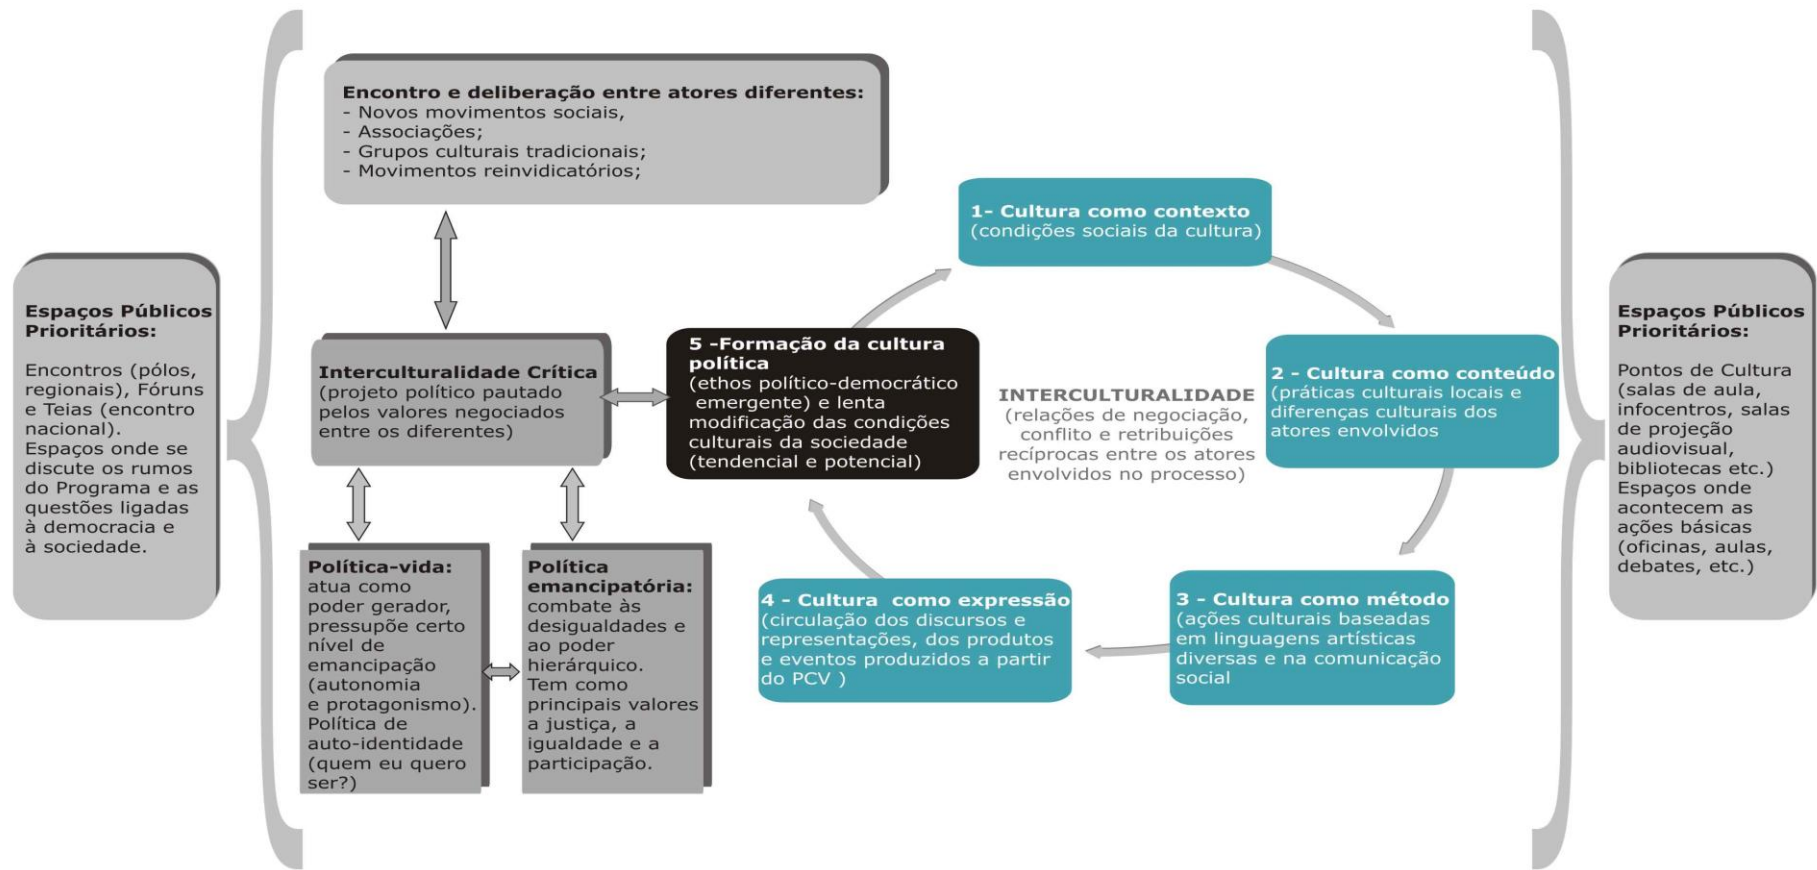 Espaços Públicos
Prioritários:
Encontros (pólos,
regionais), Fóruns
e Teias (encontro
nacional).
Espaços onde se
discute os rumos
do Programa e as
questões ligadas
à democracia e
à sociedade.
Encontro e deliberação entre atores diferentes:
- Novos movimentos sociais,
- Associações;
- Grupos culturais tradicionais;
- Movimentos reinvidicatórios;
Interculturalidade Crítica
(projeto político pautado
pelos valores negociados
entre os diferentes)
Política-vida:
atua como
poder gerador,
pressupõe certo
nível de
emancipação
(autonomia
e protagonismo).
Política de
auto-identidade
(quem eu quero
ser?)
Política
emancipatória:
combate às
desigualdades e
ao poder
hierárquico.
Tem como
principais valores
a justiça, a
igualdade e a
participação.
1- Cultura como contexto
(condições sociais da cultura)
2 - Cultura como conteúdo
(práticas culturais locais e
diferenças culturais dos
atores envolvidos
3 - Cultura como método
(ações culturais baseadas
em linguagens artísticas
diversas e na comunicação
social
4 - Cultura como expressão
(circulação dos discursos e
representações, dos produtos
e eventos produzidos a partir
do PCV )
5 -Formação da cultura
política
(ethos político-democrático
emergente) e lenta
modificação das condições
culturais da sociedade
(tendencial e potencial)
INTERCULTURALIDADE
(relações de negociação,
conflito e retribuições
recíprocas entre os atores
envolvidos no processo)
Espaços Públicos
Prioritários:
Pontos de Cultura
(salas de aula,
infocentros, salas
de projeção
audiovisual,
bibliotecas etc.)
Espaços onde
acontecem as
ações básicas
(oficinas, aulas,
debates, etc.)